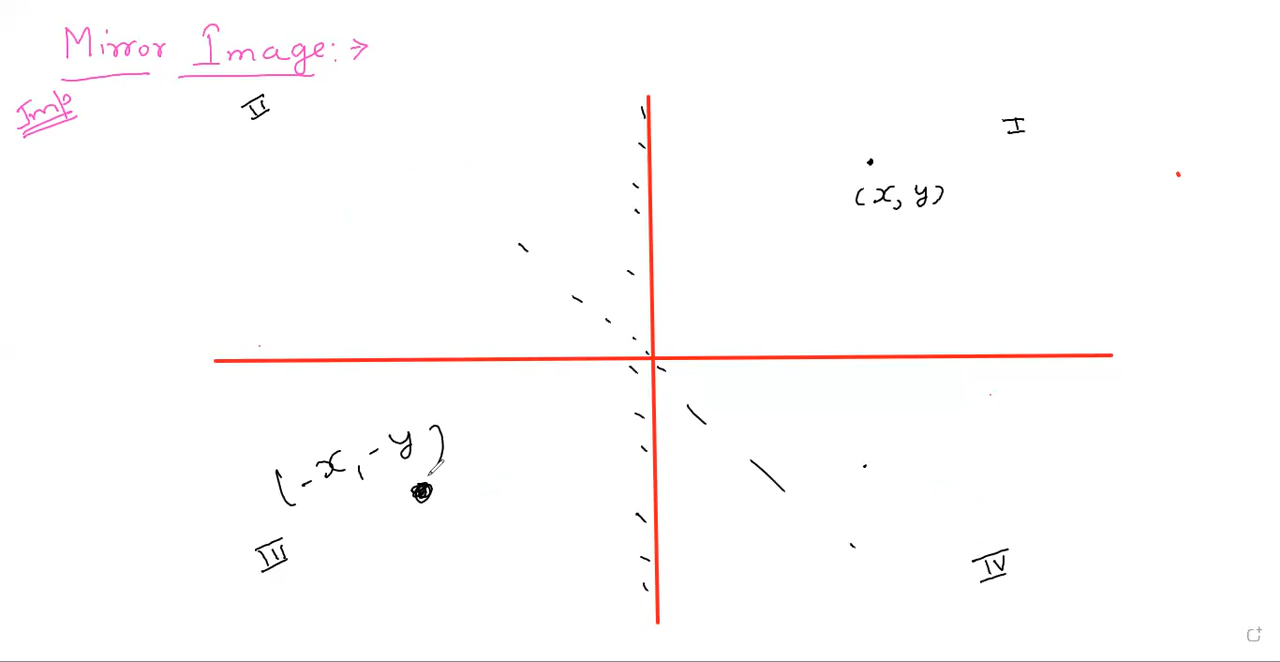 Mirror Image:->
Imp
II
I
(x, y)
(-x, -y)
III
IV